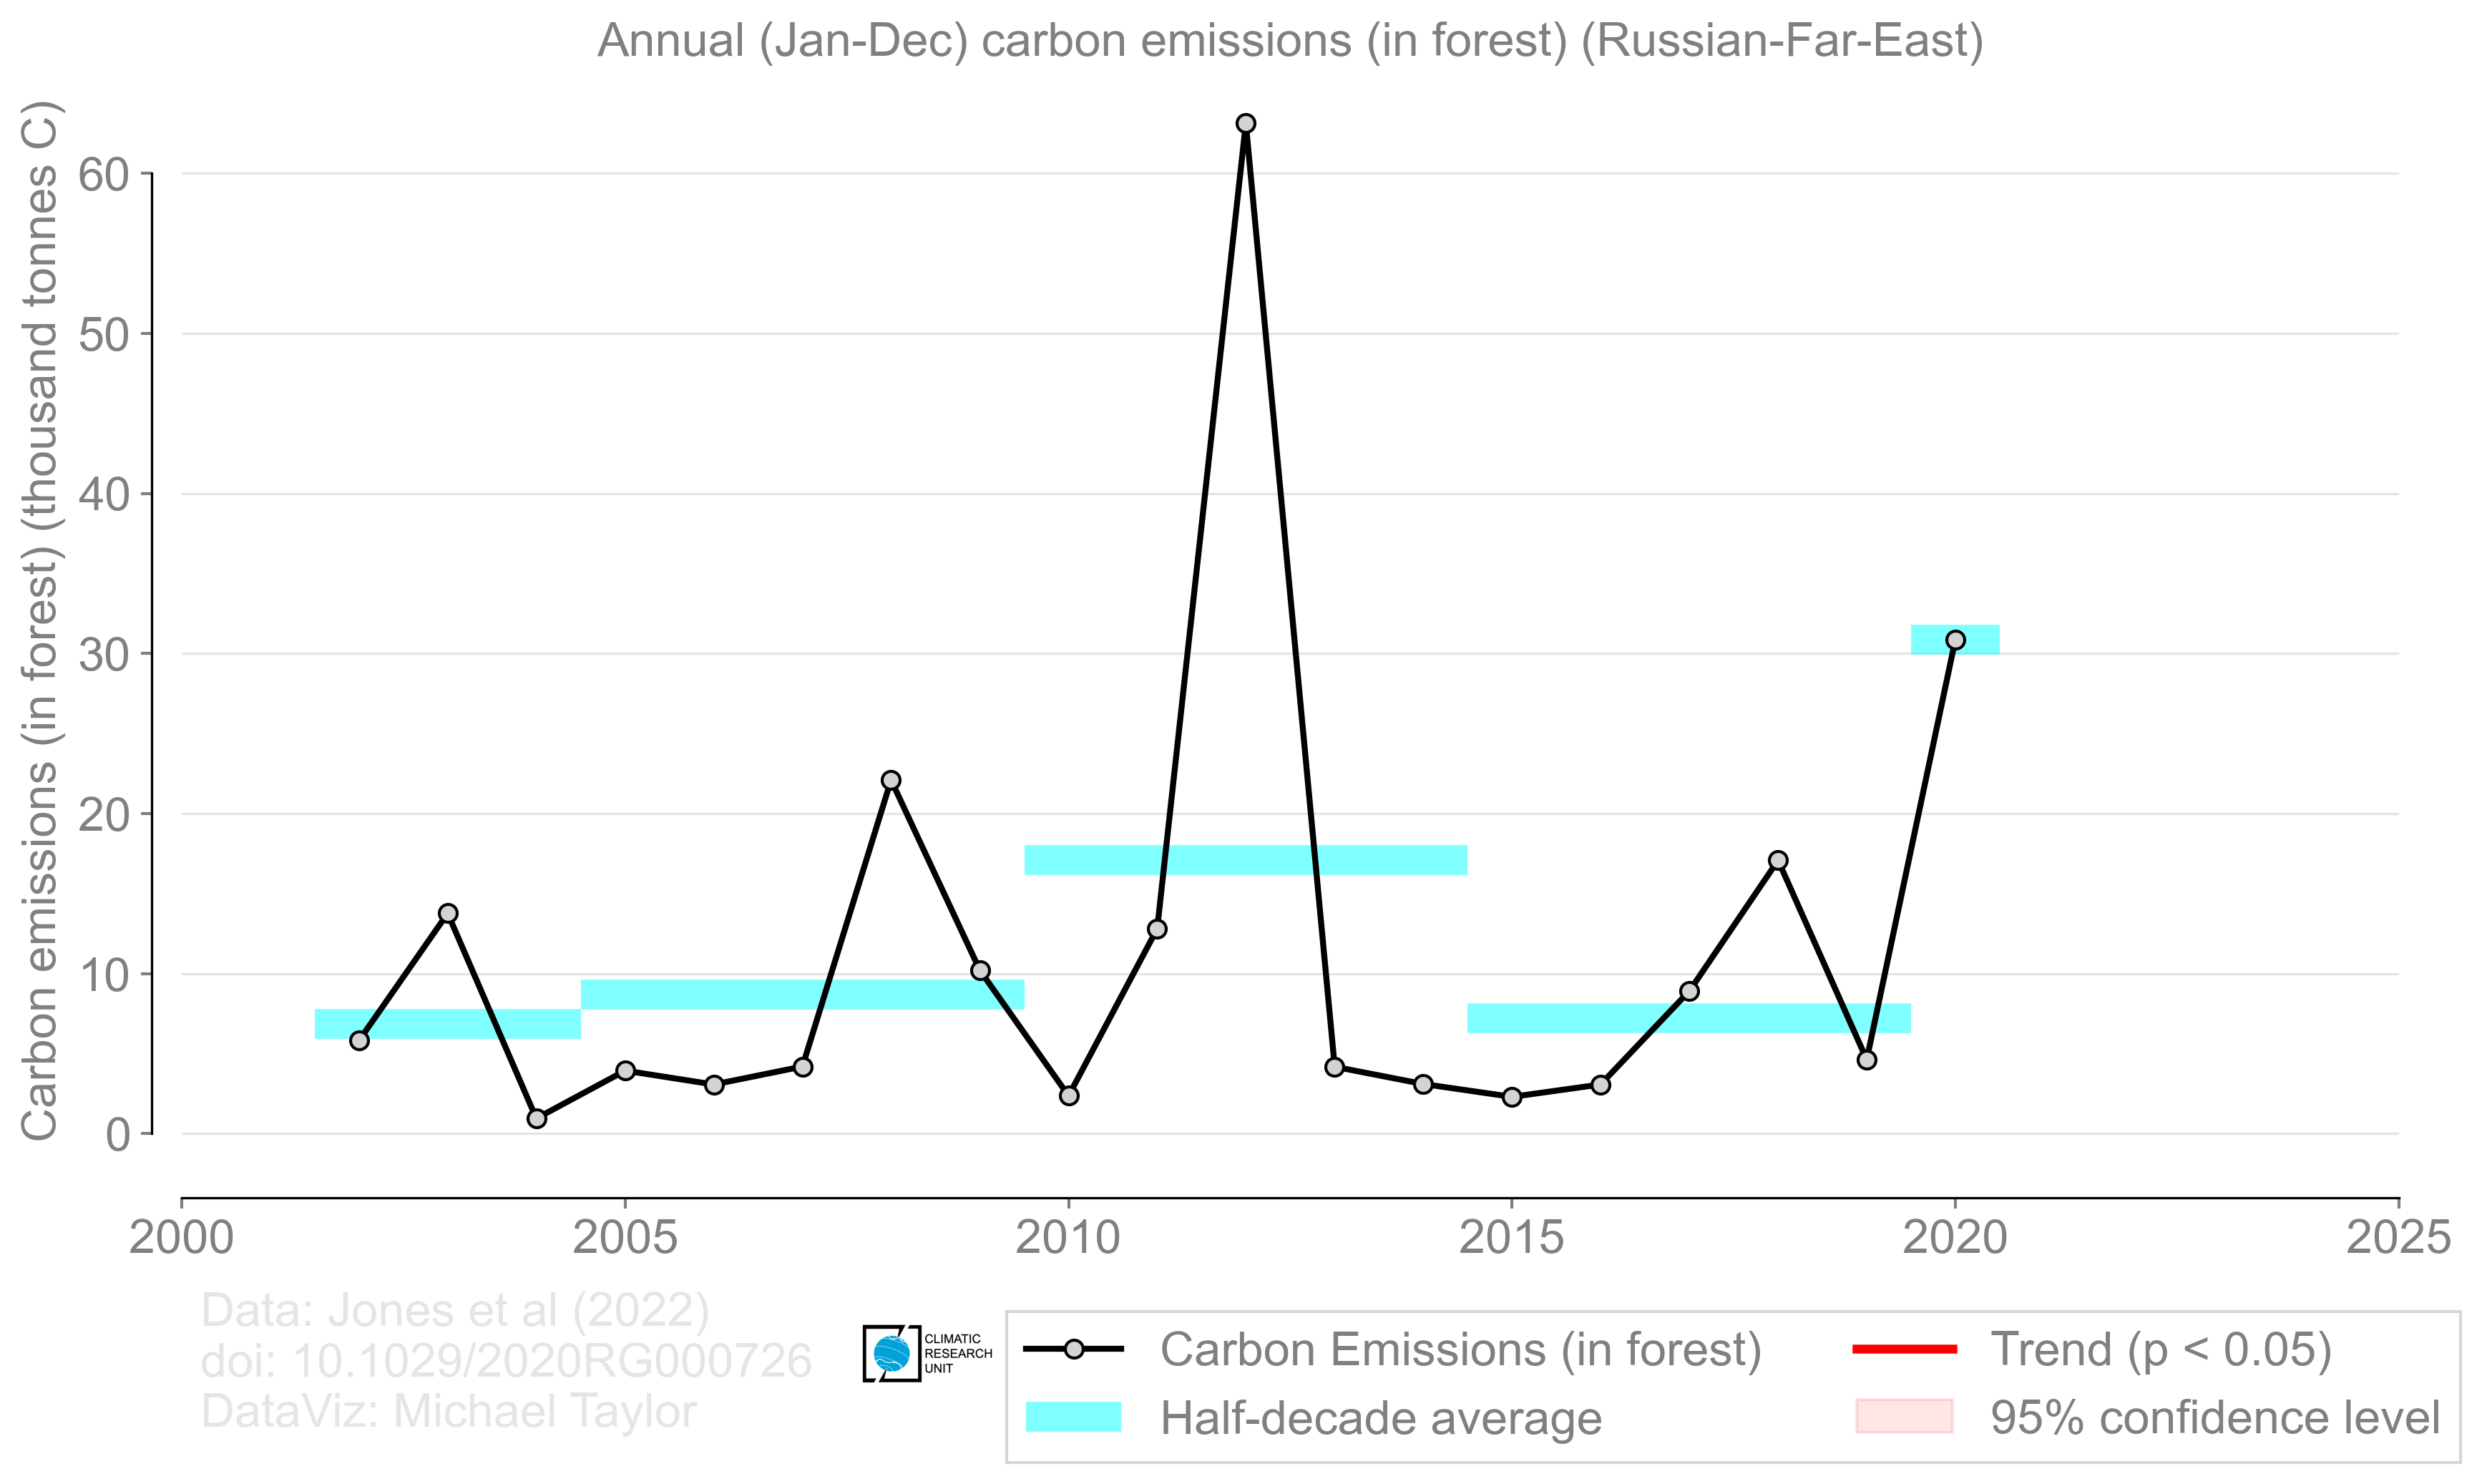 Annual (Jan-Dec) carbon emissions (in forest) (Russian-Far-East)
Carbon emissions (in forest) (thousand tonnes C)
60
50
40
30
20
10
0
2000 2005 2010 2015 2020 2025
Data: Jones et al (2022)
doi: 10.1029/2020RG000726
DataViz: Michael Taylor
CLIMATIC
RESEARCH
UNIT
Carbon Emissions (in forest)
Half-decade average
Trend (p < 0.05)
95% confidence level